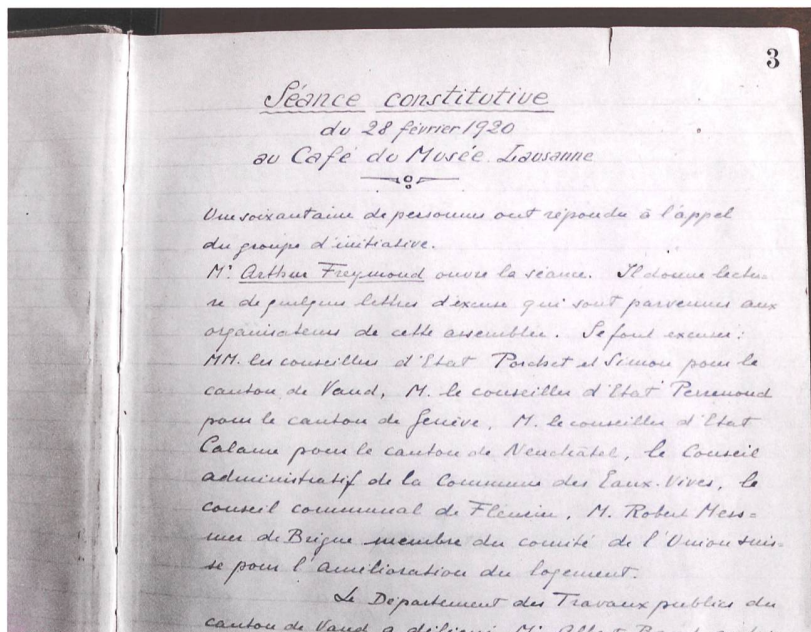 3
Séance constitutive
du 28 février 1920
au Café du Musée. Lausanne
Une soixantaine de personnes ont répondu à l'appel
du groupe d'initiative.
Mr Arthur Freymond ouvre la séance. Il donne lectu=
re de quelques lettres d'excuse qui sont parvenues aux
organisateurs de cette assemblée. Se font excuser:
MM. les conseillers d'Etat Porchet et Simon pour le
canton de Vaud, M. le conseiller d'Etat Perrenoud
pour le canton de Genève, M. le conseiller d'Etat
Calame pour le canton de Neuchâtel, le Conseil
administratif de la Commune des Eaux-Vives, le
conseil communal de Fleurier, M. Robert Mess=
mer de Brigue membre du comité de l'Union suis=
se pour l'amélioration du logement.
Le Département des Travaux publics du
canton de Vaud a délégué Mr Albert